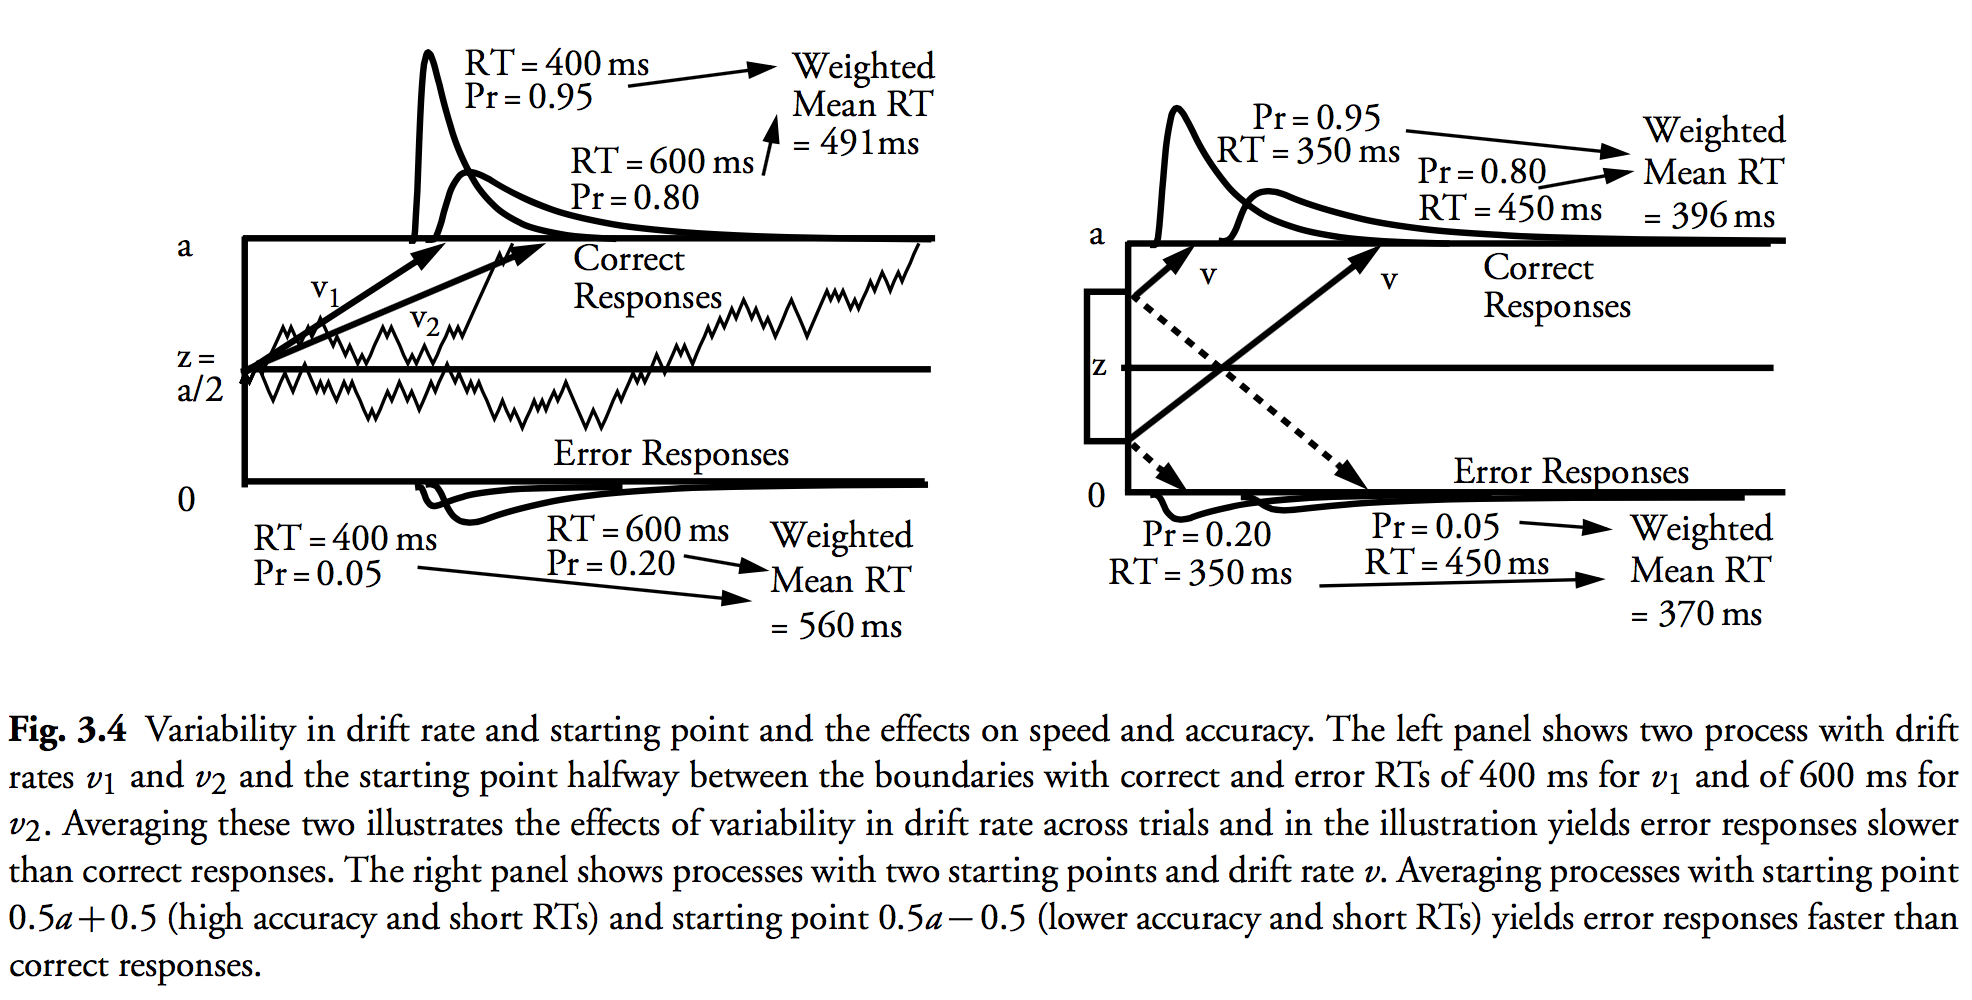 RT = 400 ms
Pr = 0.95
Weighted
Mean RT
= 491ms
RT = 600 ms
Pr = 0.80
a
v1
v2
Correct
Responses
z =
a/2
Error Responses
0
RT = 400 ms
Pr = 0.05
RT = 600 ms
Pr = 0.20
Weighted
Mean RT
= 560 ms
Pr = 0.95
RT = 350 ms
Pr = 0.80
RT = 450 ms
Weighted
Mean RT
= 396 ms
a
v
v
Correct
Responses
z
Error Responses
0
Pr = 0.20
RT = 350 ms
Pr = 0.05
RT = 450 ms
Weighted
Mean RT
= 370 ms
Fig. 3.4 Variability in drift rate and starting point and the effects on speed and accuracy. The left panel shows two process with drift
rates v1 and v2 and the starting point halfway between the boundaries with correct and error RTs of 400 ms for v1 and of 600 ms for
v2. Averaging these two illustrates the effects of variability in drift rate across trials and in the illustration yields error responses slower
than correct responses. The right panel shows processes with two starting points and drift rate v. Averaging processes with starting point
0.5a+0.5 (high accuracy and short RTs) and starting point 0.5a−0.5 (lower accuracy and short RTs) yields error responses faster than
correct responses.